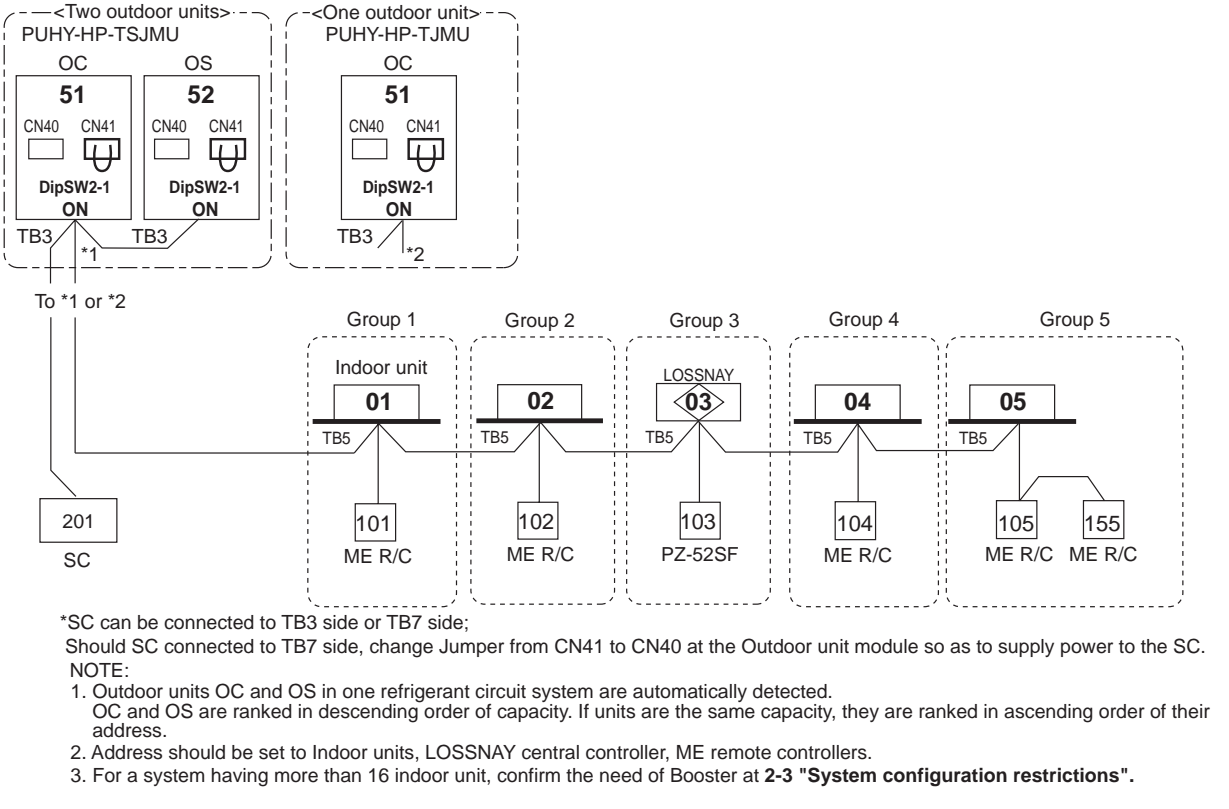 <Two outdoor units> <One outdoor unit>
PUHY-HP-TSJMU PUHY-HP-TJMU
OC OS OC
51 52 51
CN40 CN41 CN40 CN41 CN40 CN41
DipSW2-1 DipSW2-1 DipSW2-1
ON ON ON
TB3 *1 TB3 TB3 *2
To *1 or *2
Group 1 Group 2 Group 3 Group 4 Group 5
Indoor unit LOSSNAY
01 02 03 04 05
TB5 TB5 TB5 TB5 TB5
201 101 102 103 104 105 155
SC ME R/C ME R/C PZ-52SF ME R/C ME R/C ME R/C
*SC can be connected to TB3 side or TB7 side;
Should SC connected to TB7 side, change Jumper from CN41 to CN40 at the Outdoor unit module so as to supply power to the SC.
NOTE:
1. Outdoor units OC and OS in one refrigerant circuit system are automatically detected.
OC and OS are ranked in descending order of capacity. If units are the same capacity, they are ranked in ascending order of their
address.
2. Address should be set to Indoor units, LOSSNAY central controller, ME remote controllers.
3. For a system having more than 16 indoor unit, confirm the need of Booster at 2-3 "System configuration restrictions".